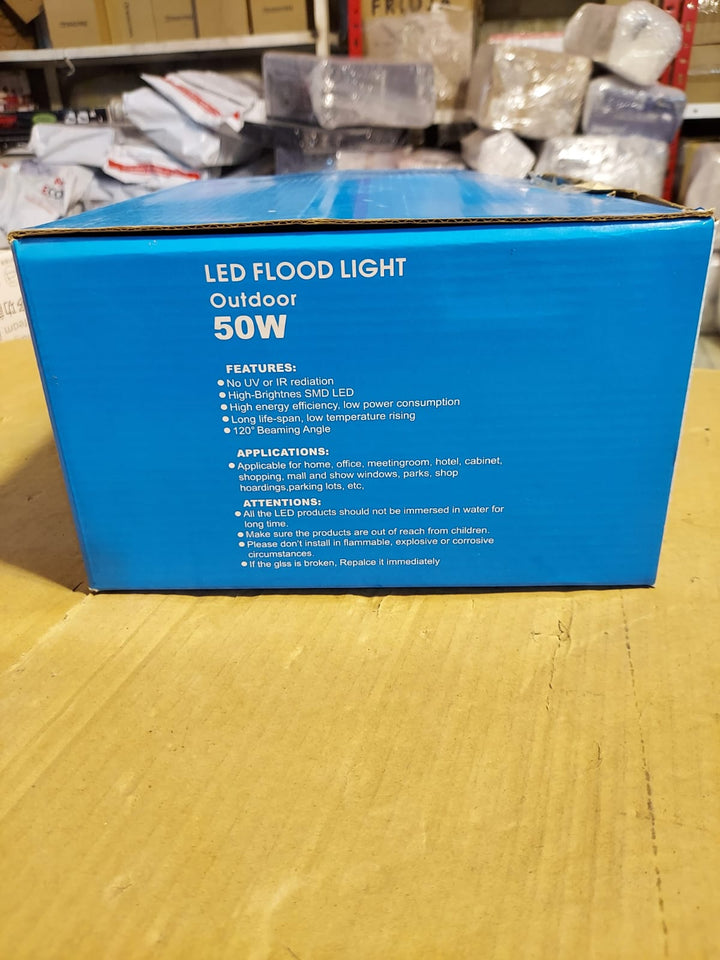 LED FLOOD LIGHT
Outdoor
50W
FEATURES:
● No UV or IR rediation
● High-Brightnes SMD LED
● High energy efficiency, low power consumption
● Long life-span, low temperature rising
● 120° Beaming Angle
APPLICATIONS:
● Applicable for home, office, meetingroom, hotel, cabinet,
shopping, mall and show windows, parks, shop
hoardings,parking lots, etc,
ATTENTIONS:
● All the LED products should not be immersed in water for
long time.
● Make sure the products are out of reach from children.
● Please don't install in flammable, explosive or corrosive
circumstances.
● If the glss is broken, Repalce it immediately
ECO